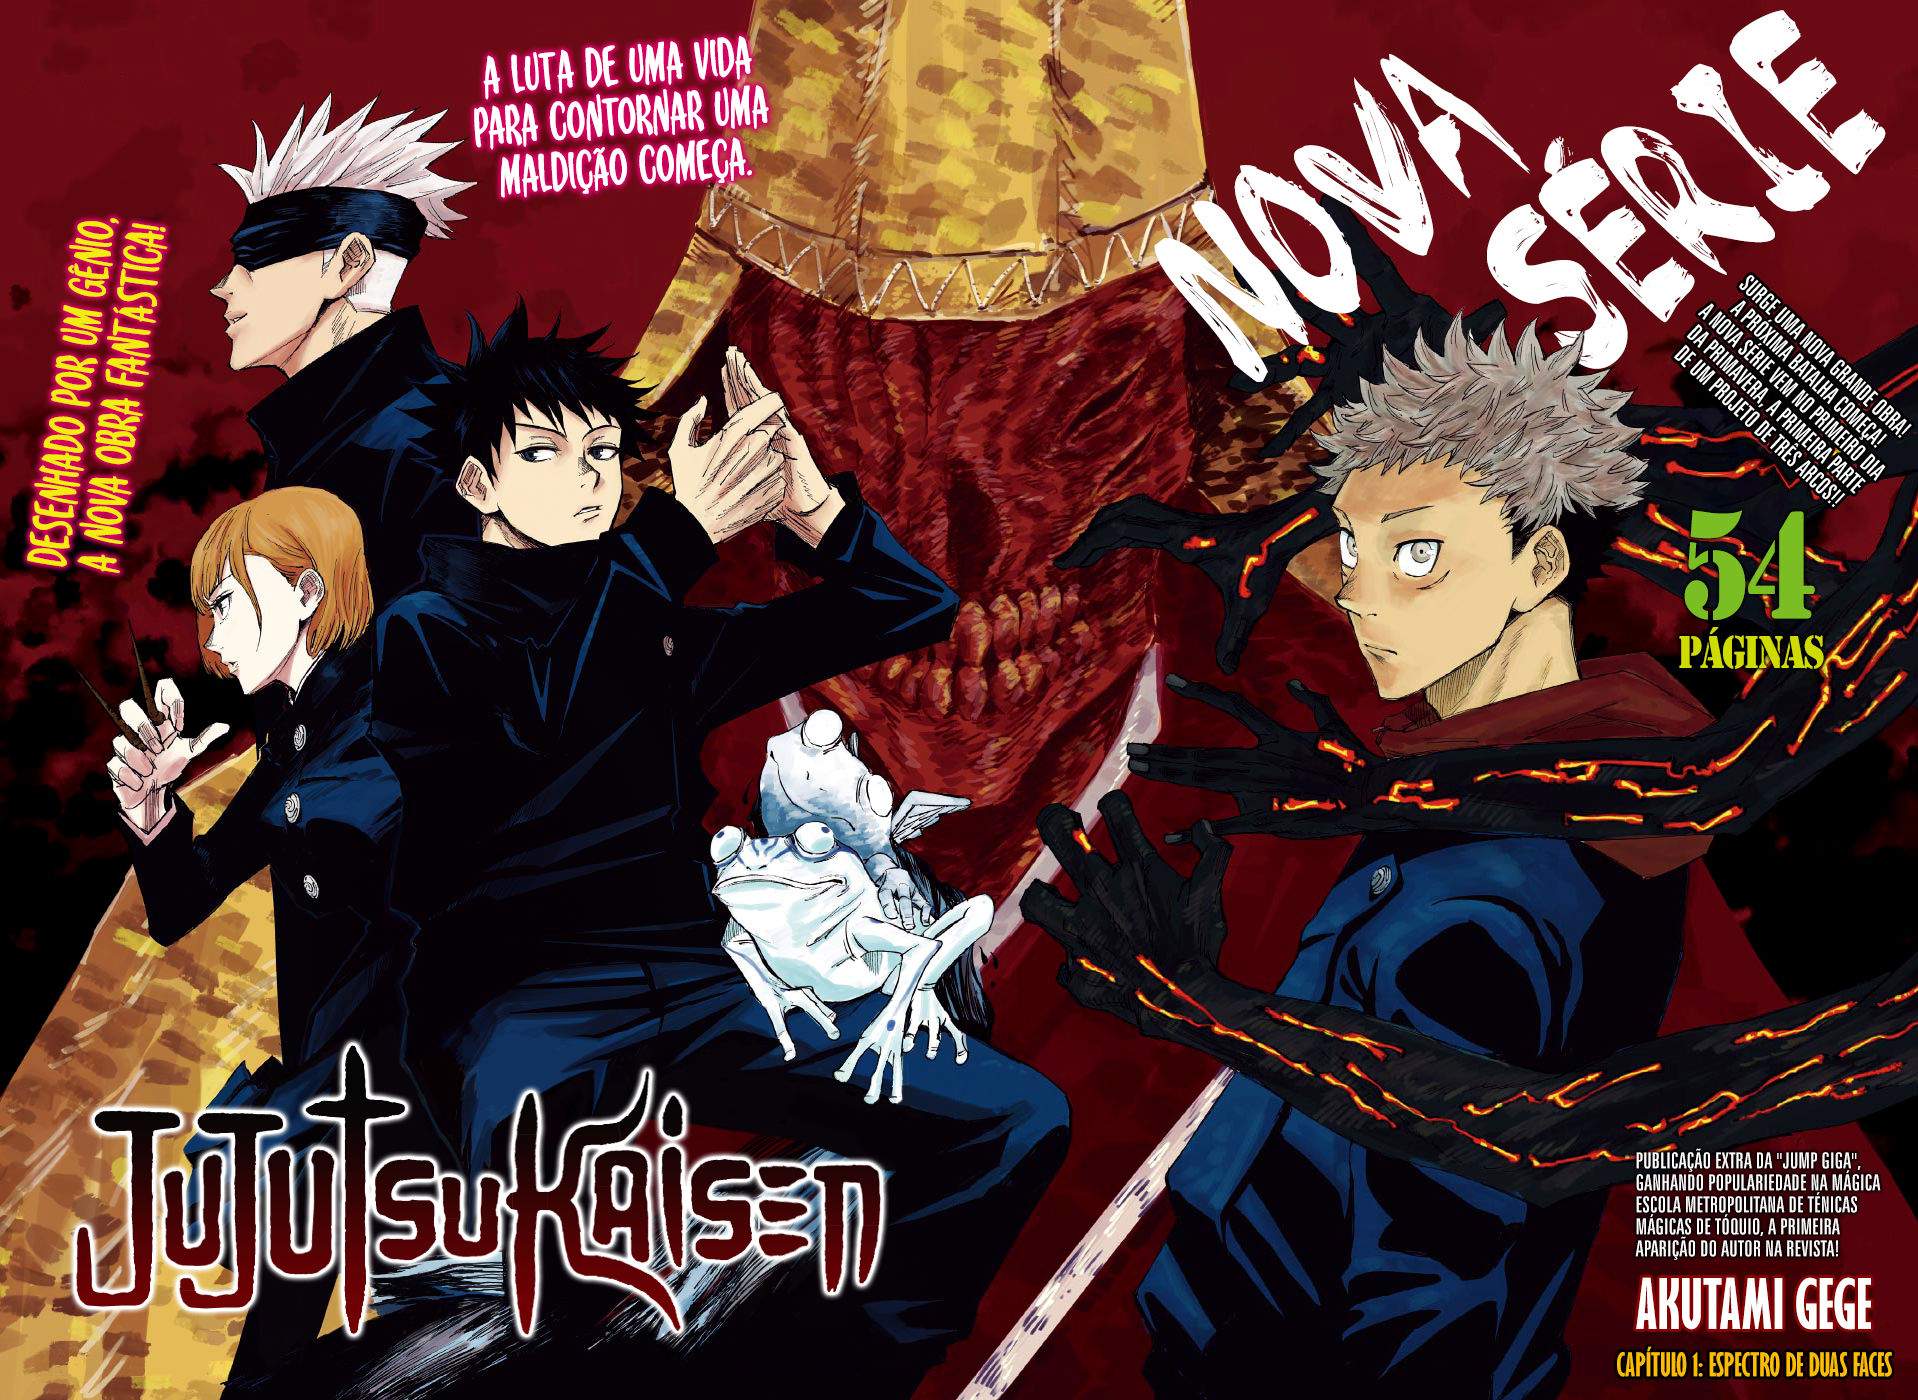 A LUTA DE UMA VIDA
PARA CONTORNAR UMA
MALDIÇÃO COMEÇA.
DESENHADO POR UM GÊNIO,
A NOVA OBRA FANTÁSTICA!
NOVA
SÉRIE
SURGE UMA NOVA GRANDE OBRA!
A PRÓXIMA BATALHA COMEÇA!
A NOVA SÉRIE VEM NO PRIMEIRO DIA
DA PRIMAVERA, A PRIMEIRA PARTE
DE UM PROJETO DE TRÊS ARCOS!!
54
PÁGINAS
JUJUTSU KAISEN
PUBLICAÇÃO EXTRA DA "JUMP GIGA",
GANHANDO POPULARIEDADE NA MÁGICA
ESCOLA METROPOLITANA DE TÉNICAS
MÁGICAS DE TÓQUIO, A PRIMEIRA
APARIÇÃO DO AUTOR NA REVISTA!
AKUTAMI GEGE
CAPÍTULO 1: ESPECTRO DE DUAS FACES